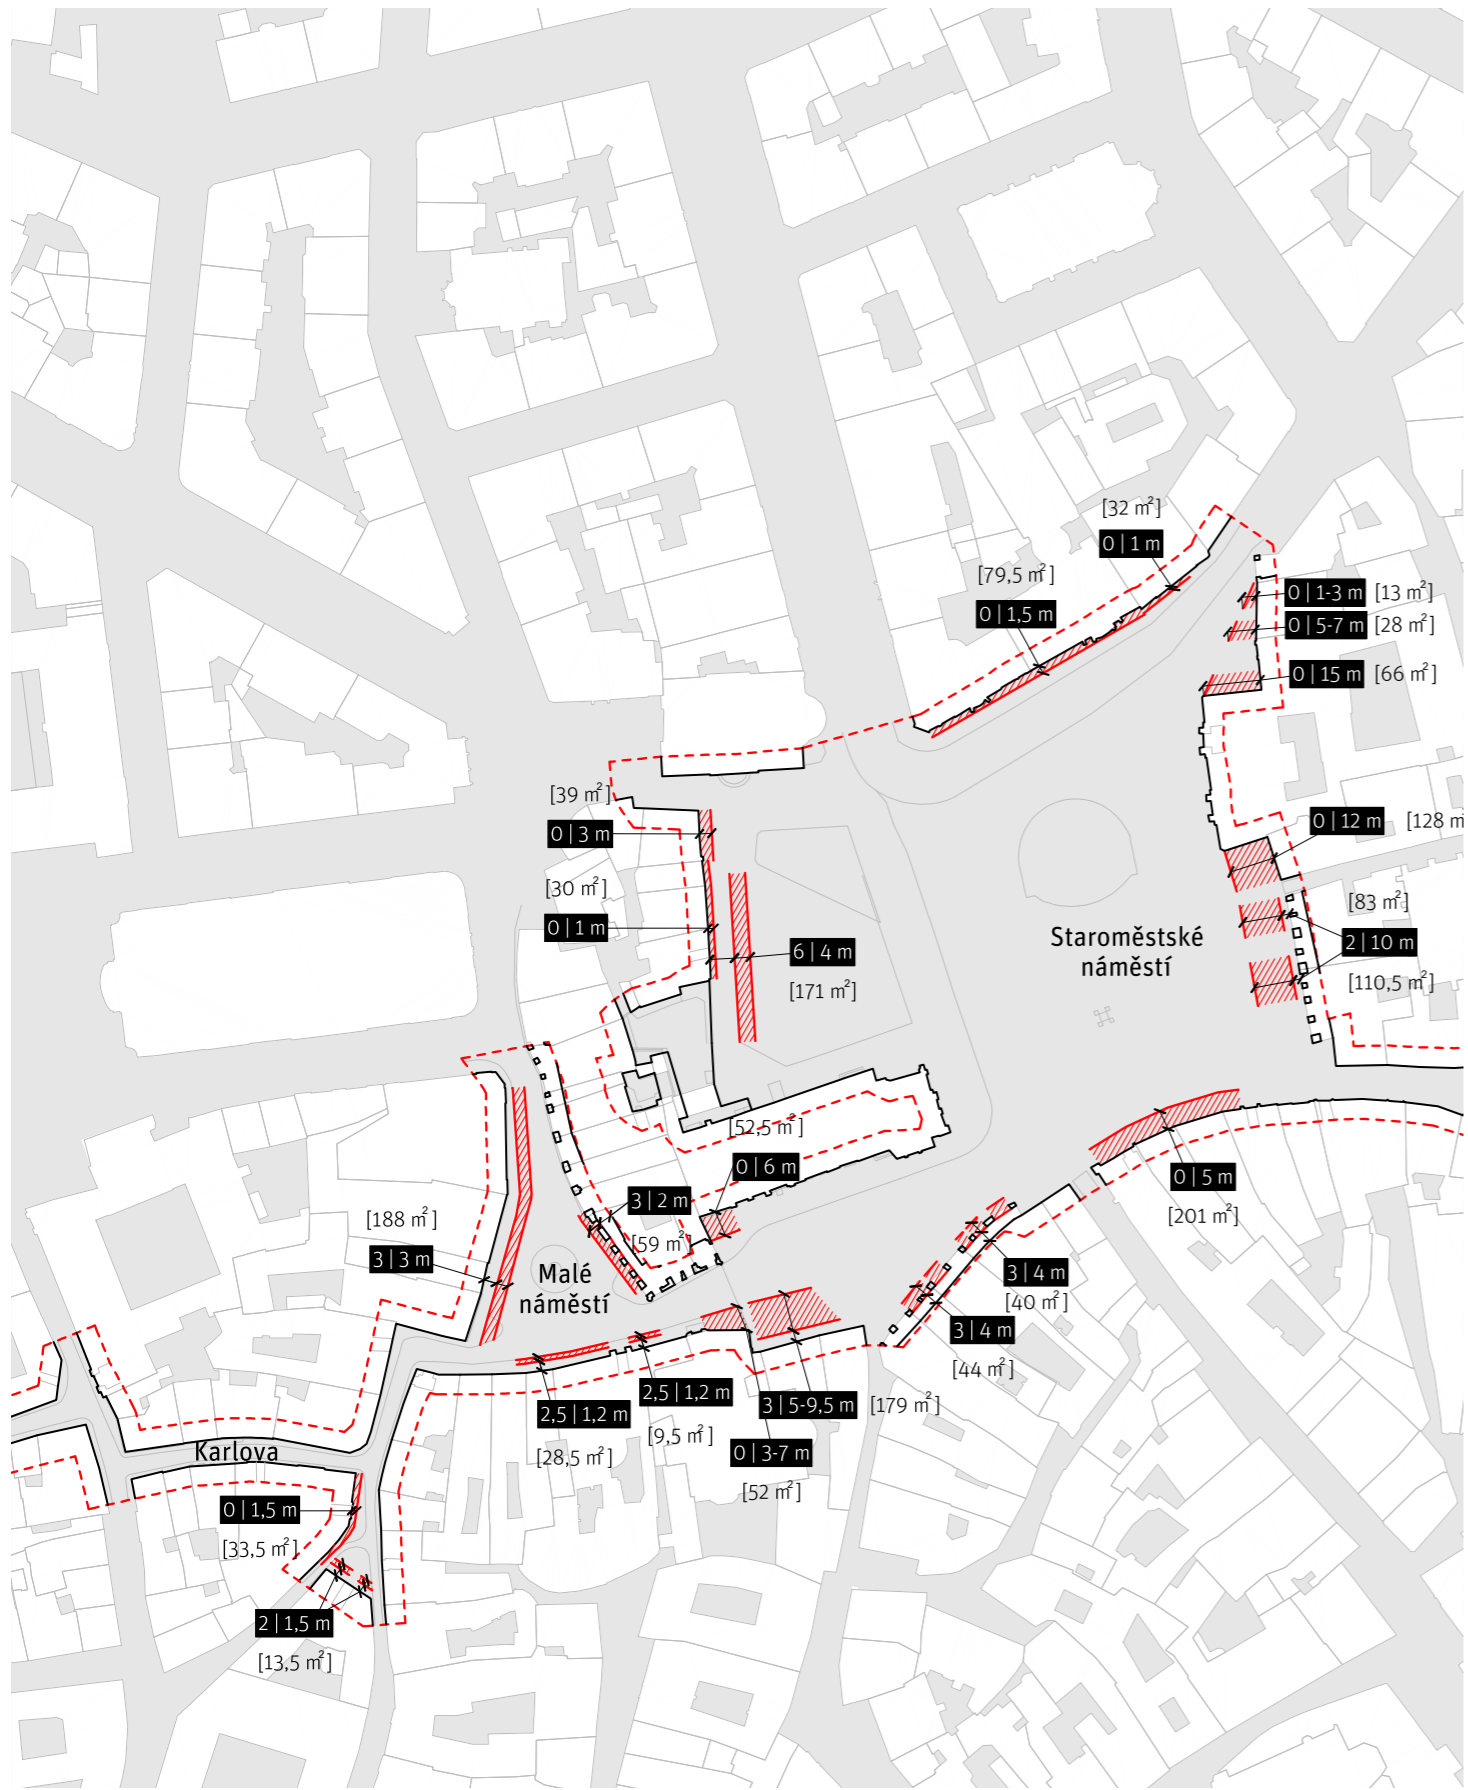 [32 m²]
0 | 1 m
[79,5 m²]
0 | 1,5 m
0 | 1-3 m [13 m²]
0 | 5-7 m [28 m²]
0 | 15 m [66 m²]
[39 m²]
0 | 3 m
0 | 12 m [128 m
[30 m²]
0 | 1 m
[83 m²]
2 | 10 m
[110,5 m²]
Staroměstské
náměstí
6 | 4 m
[171 m²]
[52,5 m²]
0 | 6 m
0 | 5 m
[201 m²]
3 | 2 m
[59 m²]
[188 m²]
3 | 3 m
Malé
náměstí
3 | 4 m
[40 m²]
3 | 4 m
[44 m²]
2,5 | 1,2 m
[9,5 m²]
3 | 5-9,5 m [179 m²]
2,5 | 1,2 m
[28,5 m²]
0 | 3-7 m
[52 m²]
Karlova
0 | 1,5 m
[33,5 m²]
2 | 1,5 m
[13,5 m²]